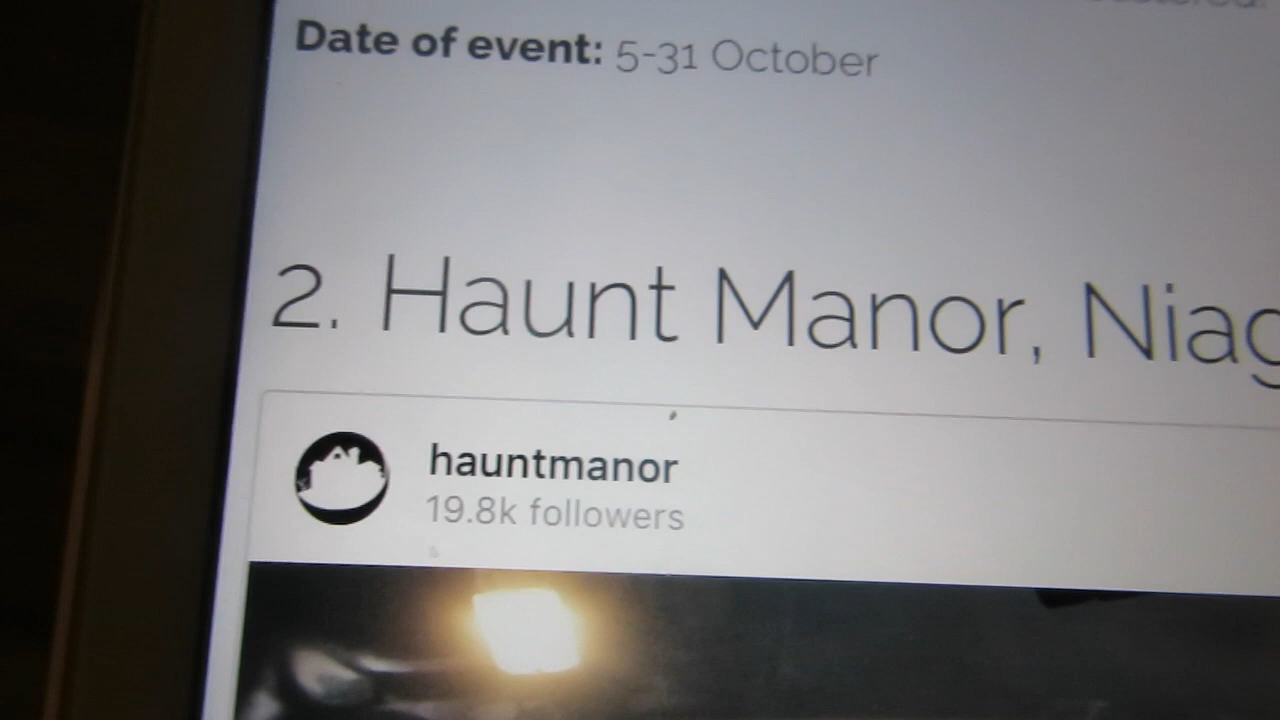 Date of event: 5-31 October
2. Haunt Manor, Niag
hauntmanor
19.8k followers